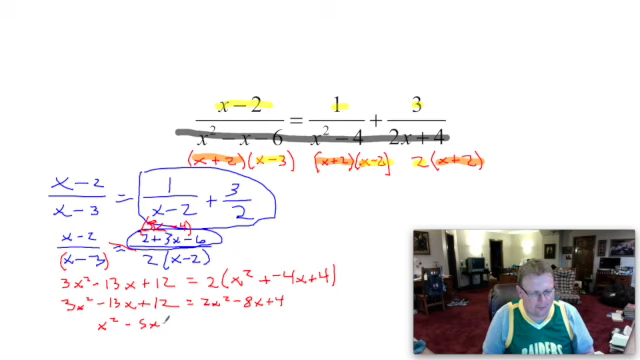 x-2 / x²-x-6 = 1 / x²-4 + 3 / 2x+4
(x+2)(x-3) (x+2)(x-2) 2(x+2)
x-2 / x-3 = 1 / x-2 + 3 / 2
x-2 / (x-3) = 2+3x-6 / 2(x-2)
3x²-13x+12 = 2(x²+-4x+4)
3x²-13x+12 = 2x²-8x+4
x²-5x
RAIDERS